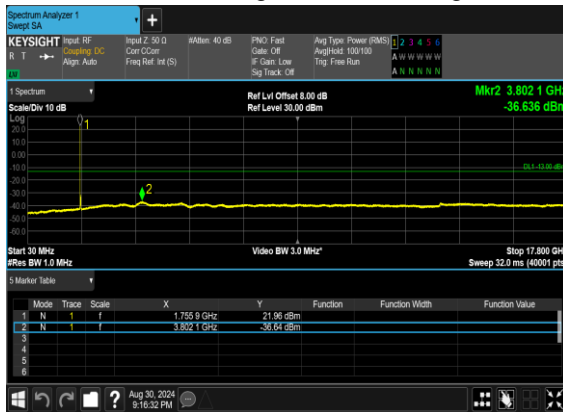 Spectrum Analyzer 1
Swept SA
KEYSIGHT Input: RF Input Z: 50 Ω #Atten: 40 dB PNO: Fast Avg Type: Power (RMS) 1 2 3 4 5 6
R T Coupling: DC Corr CCorr Gate: Off Avg|Hold: 100/100 A W W W W W
Align: Auto Freq Ref: Int (S) IF Gain: Low Trig: Free Run
LV Sig Track: Off A N N N N N
1 Spectrum Ref Lvl Offset 8.00 dB Mkr2 3.802 1 GHz
Scale/Div 10 dB Ref Level 30.00 dBm -36.636 dBm
Log
20.0
10.0
0.00
-10.0 DL1 -13.00 dB
-20.0
-30.0
-40.0
-50.0
-60.0
1
2
Start 30 MHz Video BW 3.0 MHz* Stop 17.800 GH
#Res BW 1.0 MHz Sweep 32.0 ms (40001 pts
5 Marker Table
Mode Trace Scale X Y Function Function Width Function Value
1 N 1 f 1.755 9 GHz 21.96 dBm
2 N 1 f 3.802 1 GHz -36.64 dBm
3
4
5
6
Aug 30, 2024
9:16:32 PM